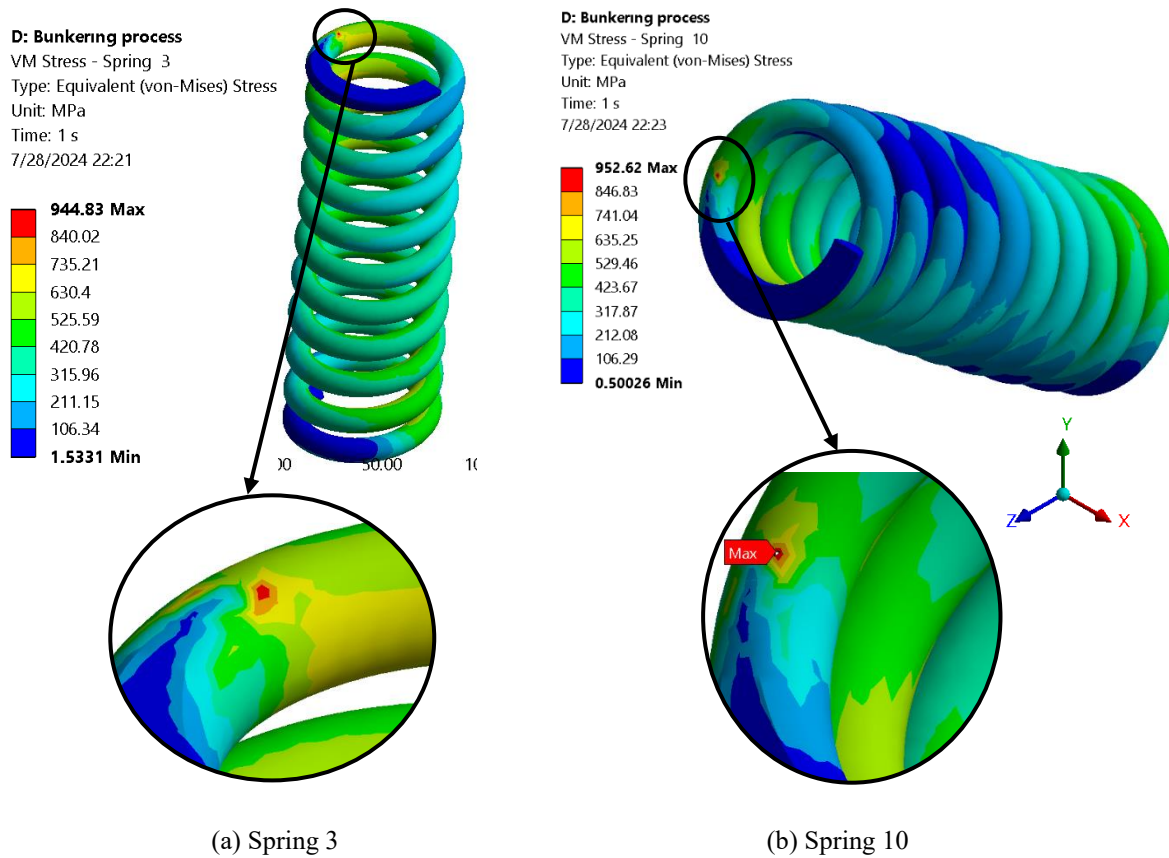 D: Bunkering process
VM Stress - Spring 3
Type: Equivalent (von-Mises) Stress
Unit: MPa
Time: 1 s
7/28/2024 22:21
944.83 Max
840.02
735.21
630.4
525.59
420.78
315.96
211.15
106.34
1.5331 Min
00
50.00
10
(a) Spring 3
D: Bunkering process
VM Stress - Spring 10
Type: Equivalent (von-Mises) Stress
Unit: MPa
Time: 1 s
7/28/2024 22:23
952.62 Max
846.83
741.04
635.25
529.46
423.67
317.87
212.08
106.29
0.50026 Min
Y
Z
X
Max
(b) Spring 10